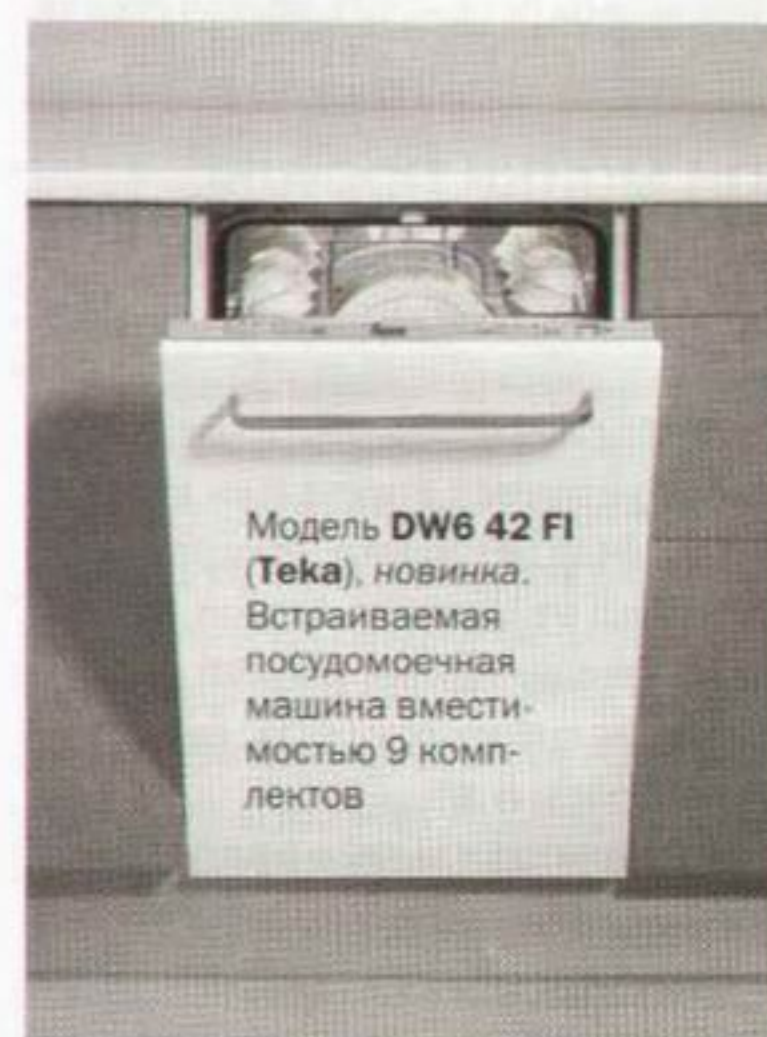 Модель DW6 42 FI
(Teka), новинка.
Встраиваемая
посудомоечная
машина вмести-
мостью 9 комп-
лектов